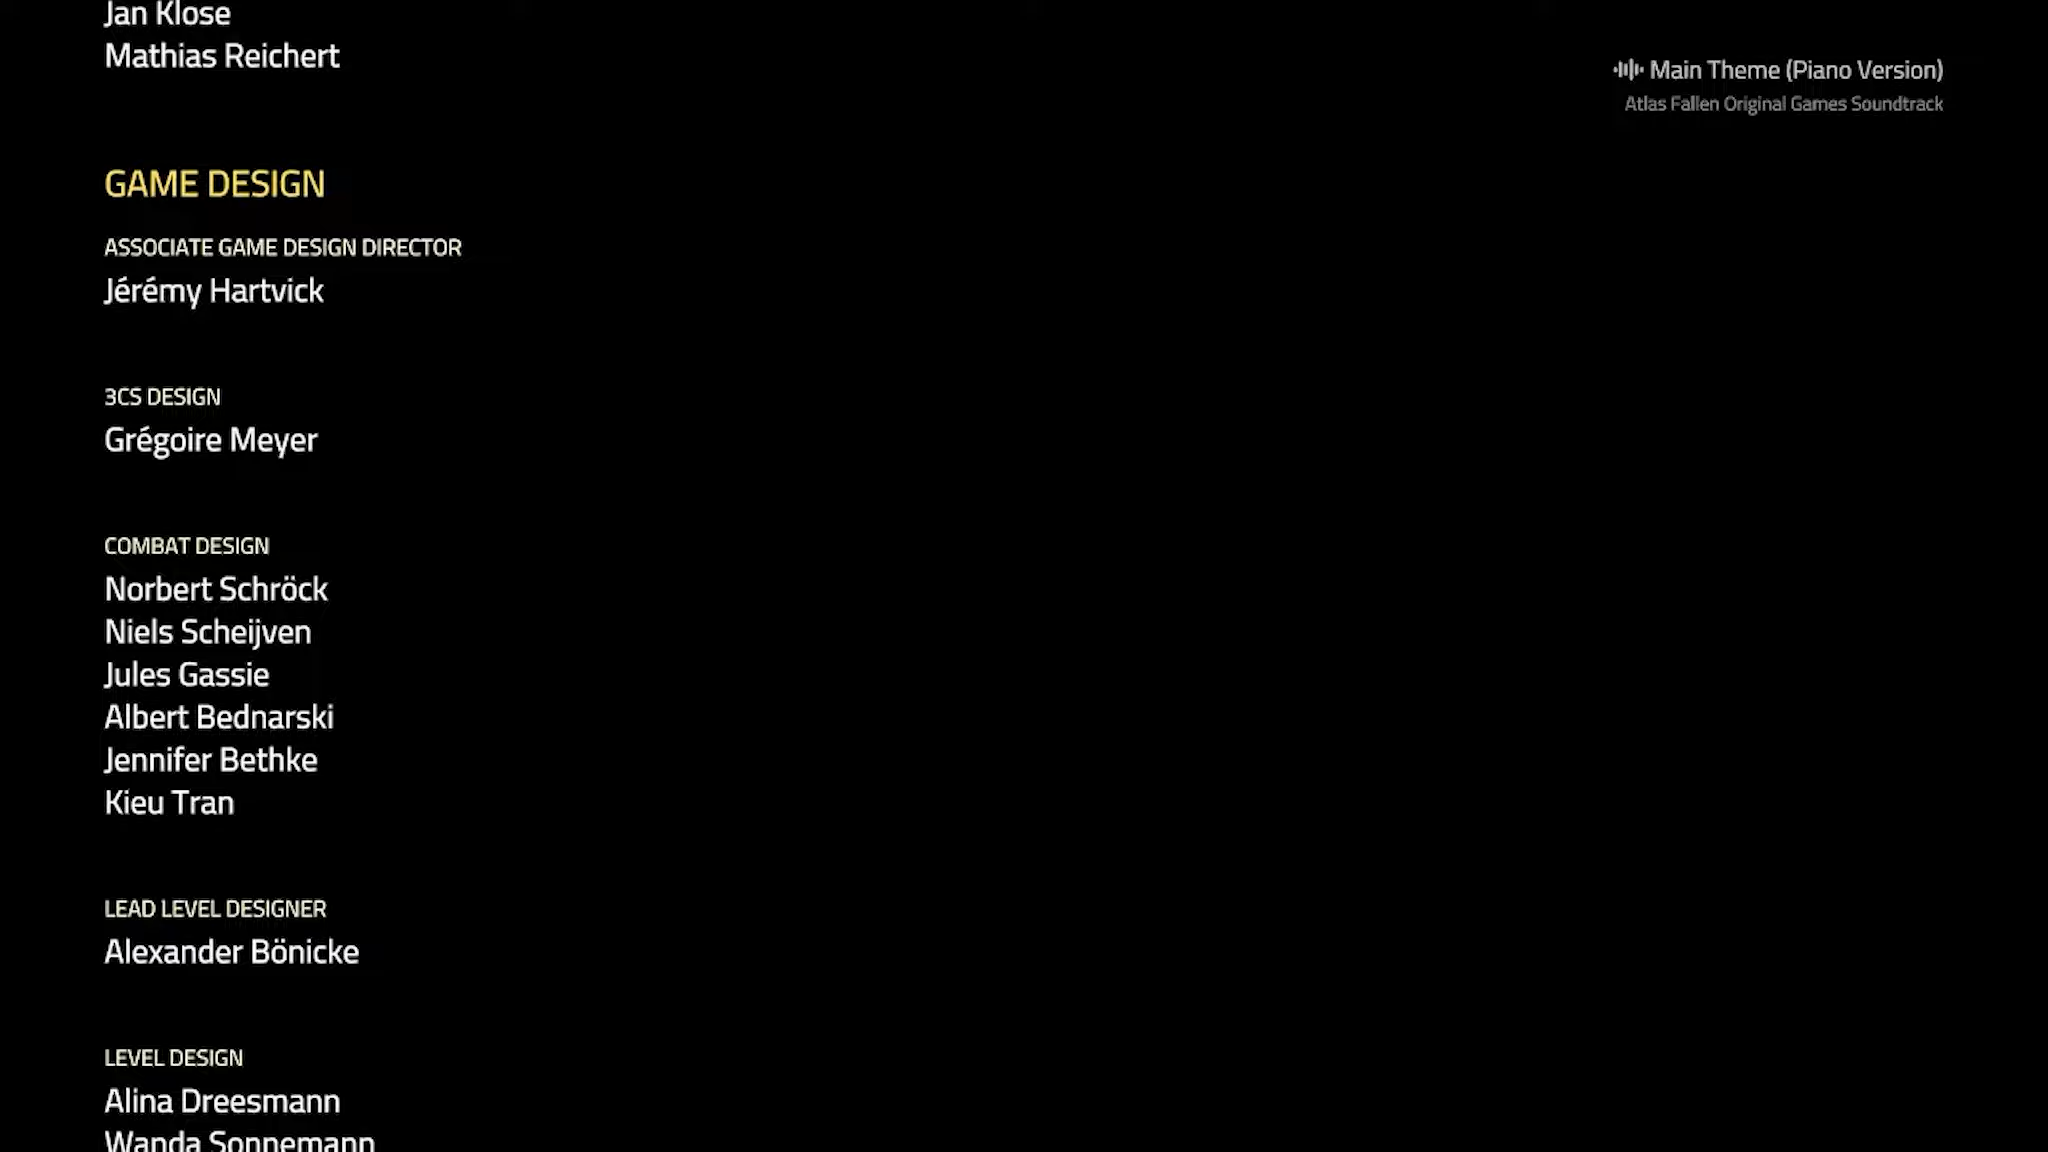 Jan Klose
Mathias Reichert
Main Theme (Piano Version)
Atlas Fallen Original Games Soundtrack
GAME DESIGN
ASSOCIATE GAME DESIGN DIRECTOR
Jérémy Hartvick
3CS DESIGN
Grégoire Meyer
COMBAT DESIGN
Norbert Schröck
Niels Scheijven
Jules Gassie
Albert Bednarski
Jennifer Bethke
Kieu Tran
LEAD LEVEL DESIGNER
Alexander Bönicke
LEVEL DESIGN
Alina Dreesmann
Wanda Sonnemann